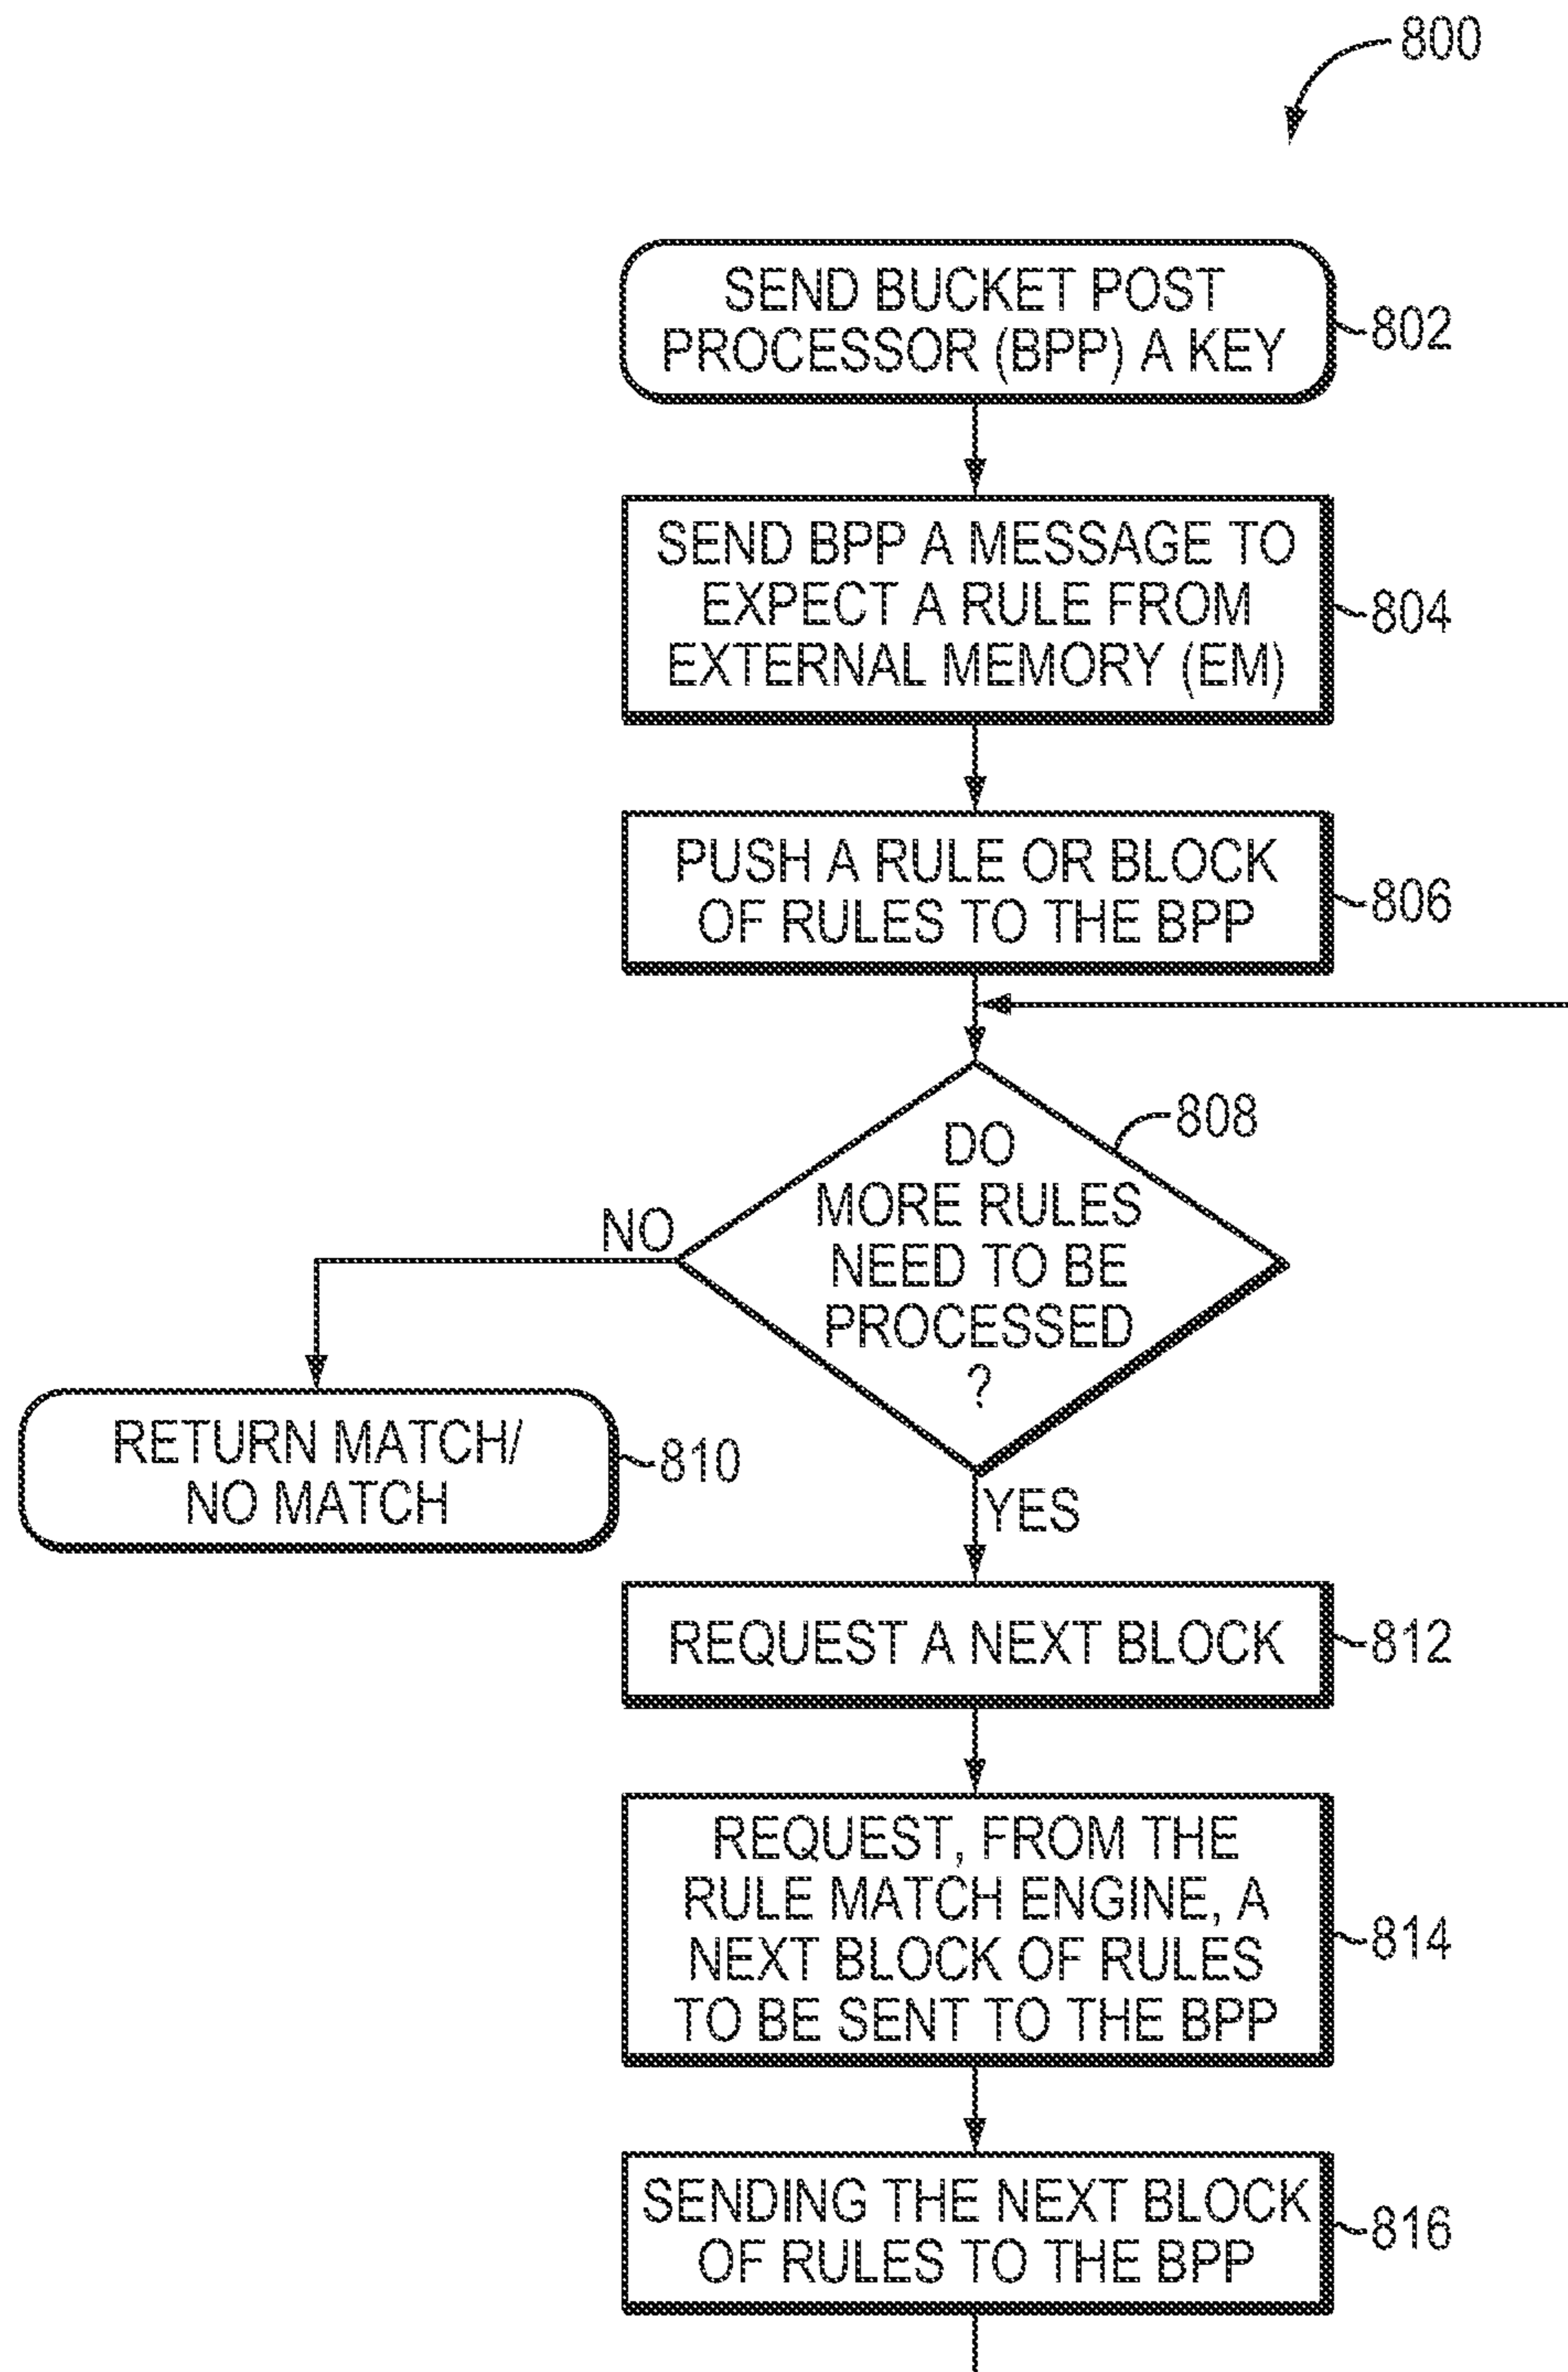 800
SEND BUCKET POST
PROCESSOR (BPP) A KEY
802
SEND BPP A MESSAGE TO
EXPECT A RULE FROM
EXTERNAL MEMORY (EM)
804
PUSH A RULE OR BLOCK
OF RULES TO THE BPP
806
DO
MORE RULES
NEED TO BE
PROCESSED
?
808
NO
RETURN MATCH/
NO MATCH
810
YES
REQUEST A NEXT BLOCK
812
REQUEST, FROM THE
RULE MATCH ENGINE, A
NEXT BLOCK OF RULES
TO BE SENT TO THE BPP
814
SENDING THE NEXT BLOCK
OF RULES TO THE BPP
816